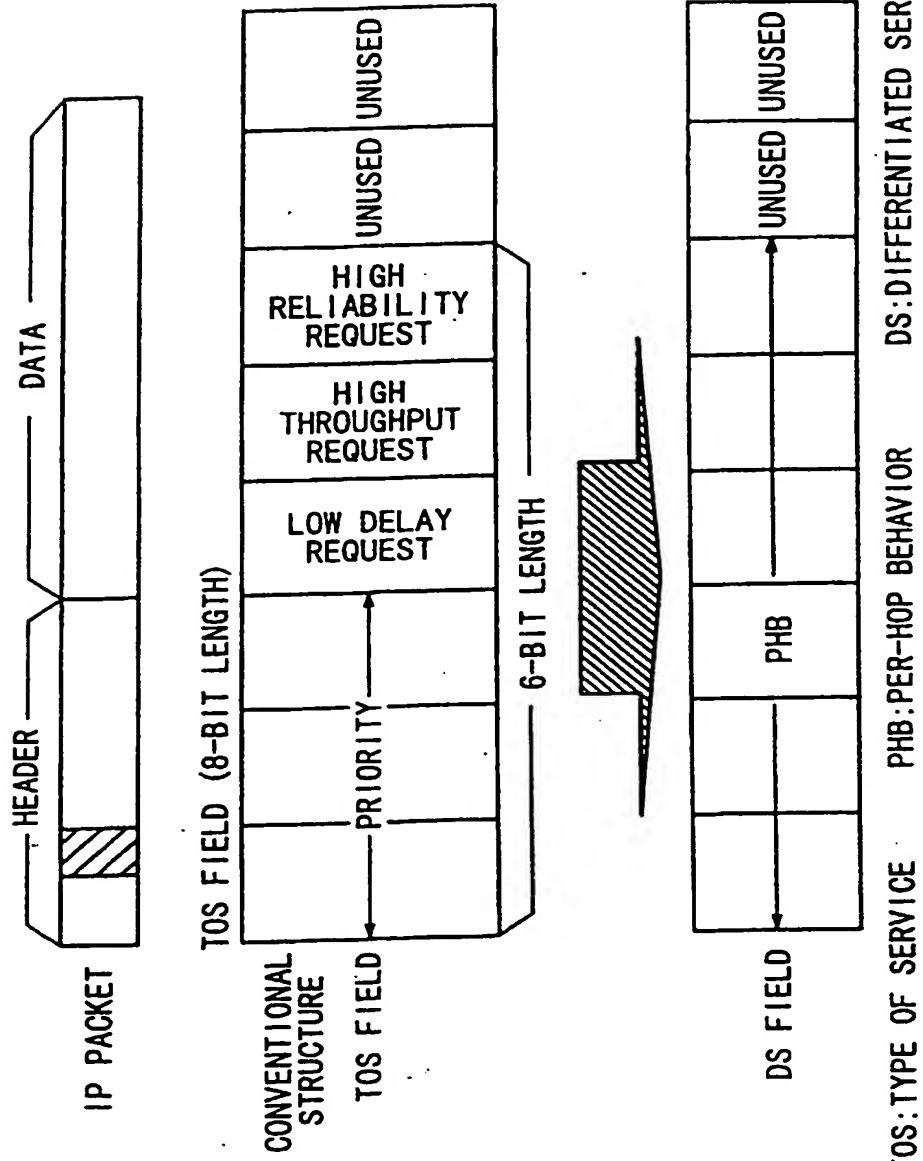 HEADER
DATA
IP PACKET
TOS FIELD (8-BIT LENGTH)
CONVENTIONAL
STRUCTURE
TOS FIELD
PRIORITY
LOW DELAY
REQUEST
HIGH
THROUGHPUT
REQUEST
HIGH
RELIABILITY
REQUEST
UNUSED
UNUSED
6-BIT LENGTH
DS FIELD
PHB
UNUSED
UNUSED
TOS:TYPE OF SERVICE
PHB:PER-HOP BEHAVIOR
DS:DIFFERENTIATED SER